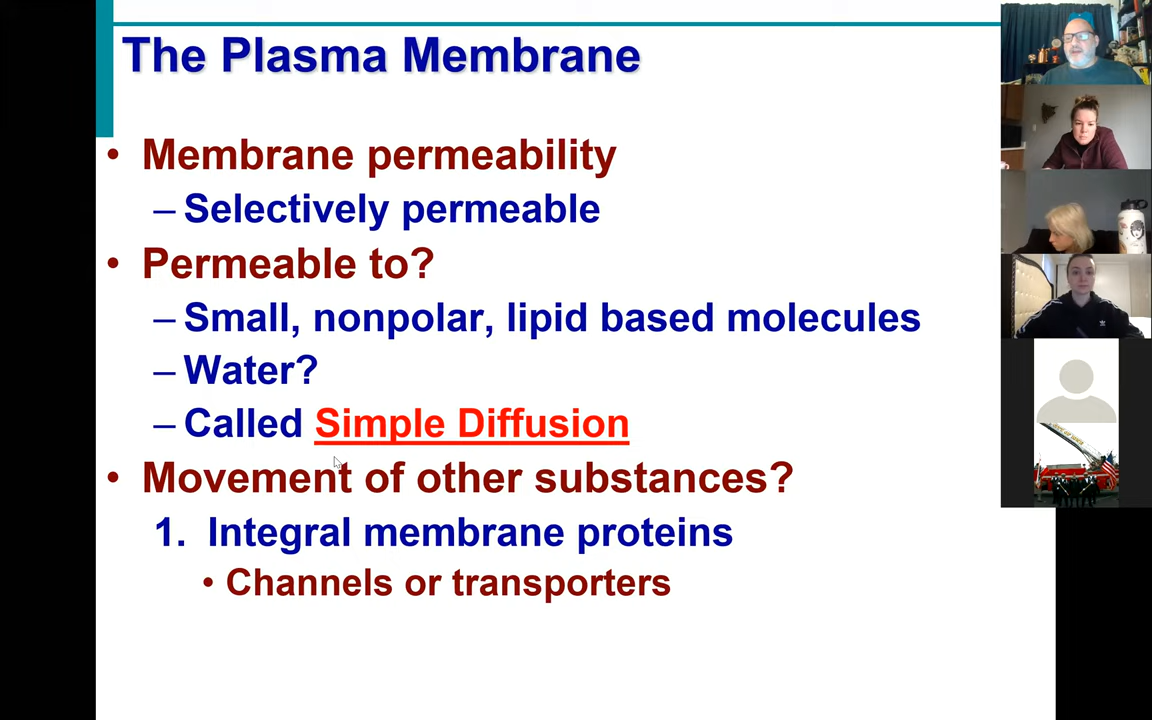 The Plasma Membrane
• Membrane permeability
– Selectively permeable
• Permeable to?
– Small, nonpolar, lipid based molecules
– Water?
– Called Simple Diffusion
• Movement of other substances?
1. Integral membrane proteins
• Channels or transporters